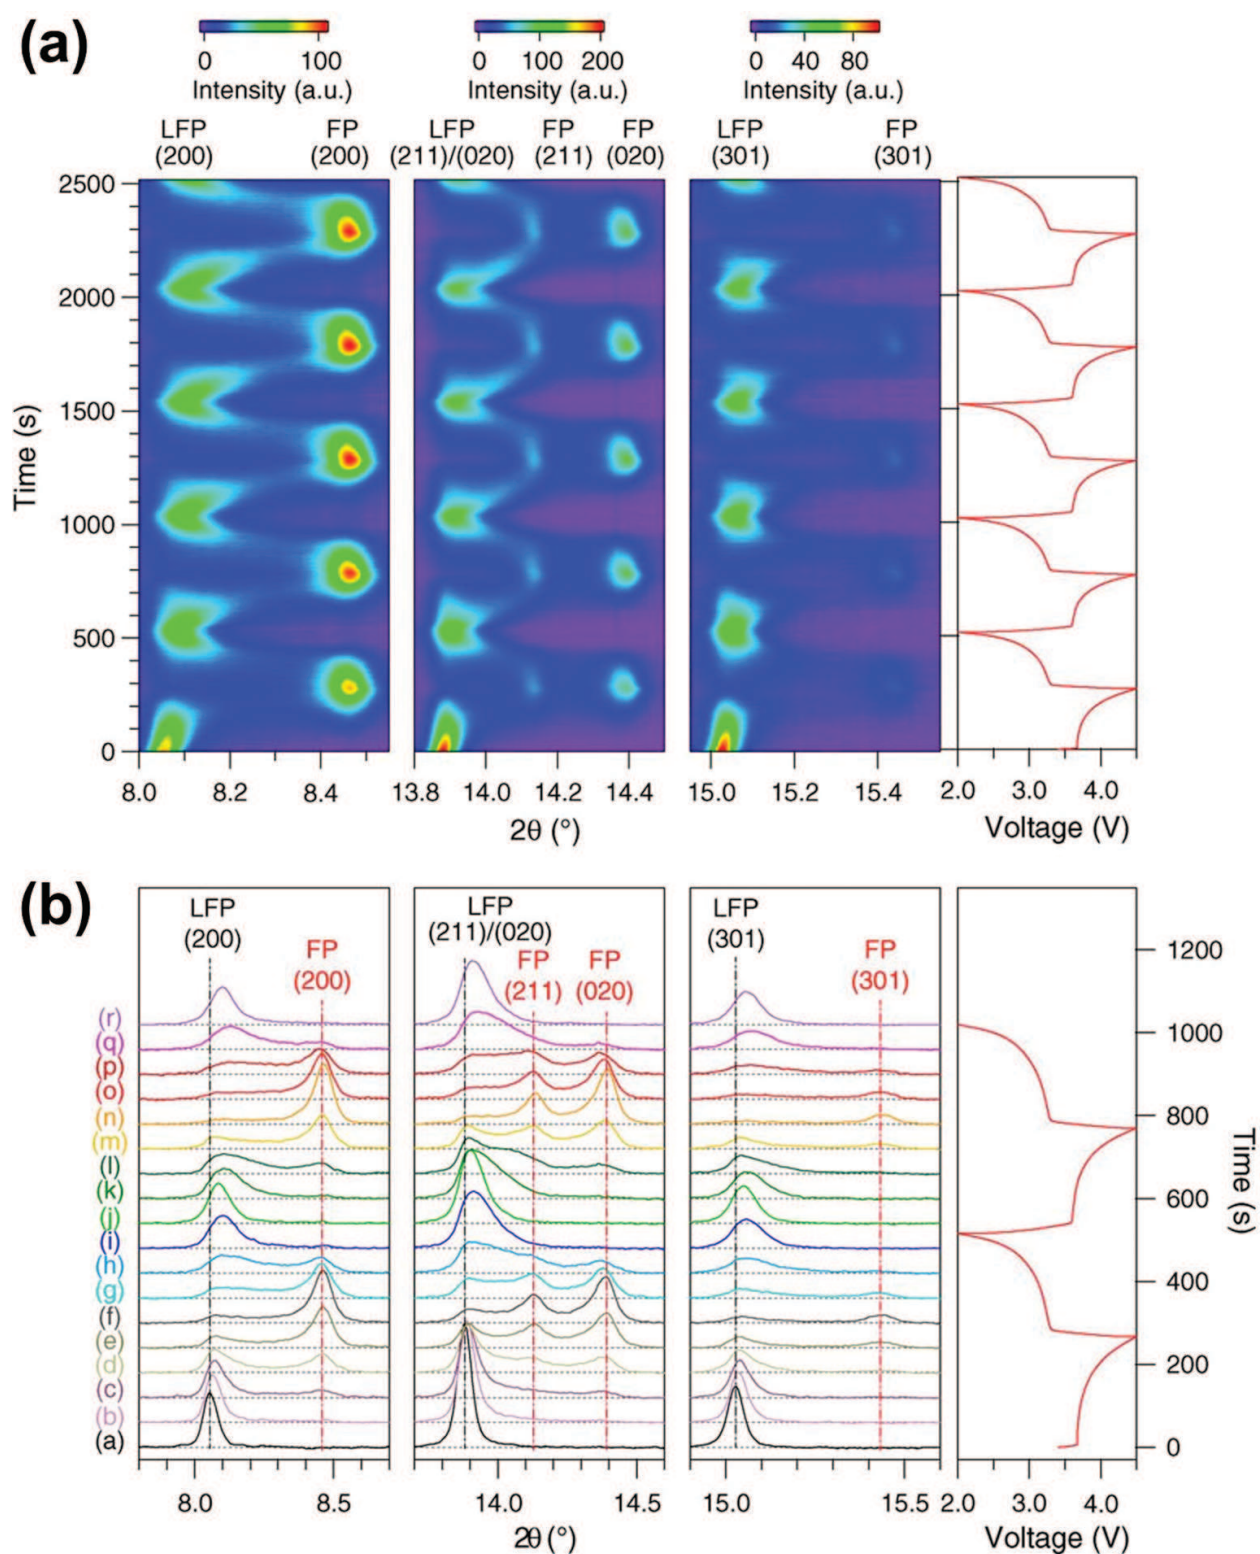 (a)
0 100
Intensity (a.u.)
0 100 200
Intensity (a.u.)
0 40 80
Intensity (a.u.)
LFP
(200)
FP
(200)
LFP
(211)/(020)
FP
(211)
FP
(020)
LFP
(301)
FP
(301)
2500
2000
1500
1000
500
0
Time (s)
8.0 8.2 8.4
13.8 14.0 14.2 14.4
15.0 15.2 15.4
2.0 3.0 4.0
2θ (°)
Voltage (V)
(b)
LFP
(200)
FP
(200)
LFP
(211)/(020)
FP
(211)
FP
(020)
LFP
(301)
FP
(301)
(r)
(q)
(p)
(o)
(n)
(m)
(l)
(k)
(j)
(i)
(h)
(g)
(f)
(e)
(d)
(c)
(b)
(a)
1200
1000
800
600
400
200
0
Time (s)
8.0 8.5
14.0 14.5
15.0 15.5
2.0 3.0 4.0
2θ (°)
Voltage (V)